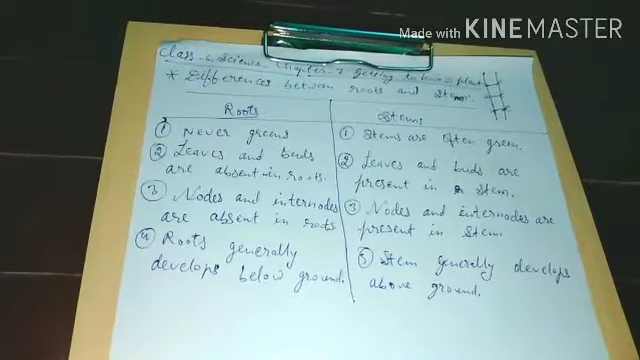 Made with KINEMASTER
Class-6 Science Chapter-7 Getting to know plant
* Differences between roots and stem.
Roots
① Never greens
② Leaves and buds
are absent in roots.
③ Nodes and internodes
are absent in roots
④ Roots generally
develops below ground.
Stems
① Stems are often green.
② Leaves and buds are
present in stem.
③ Nodes and internodes are
present in stem.
⑤ Stem generally develops
above ground.